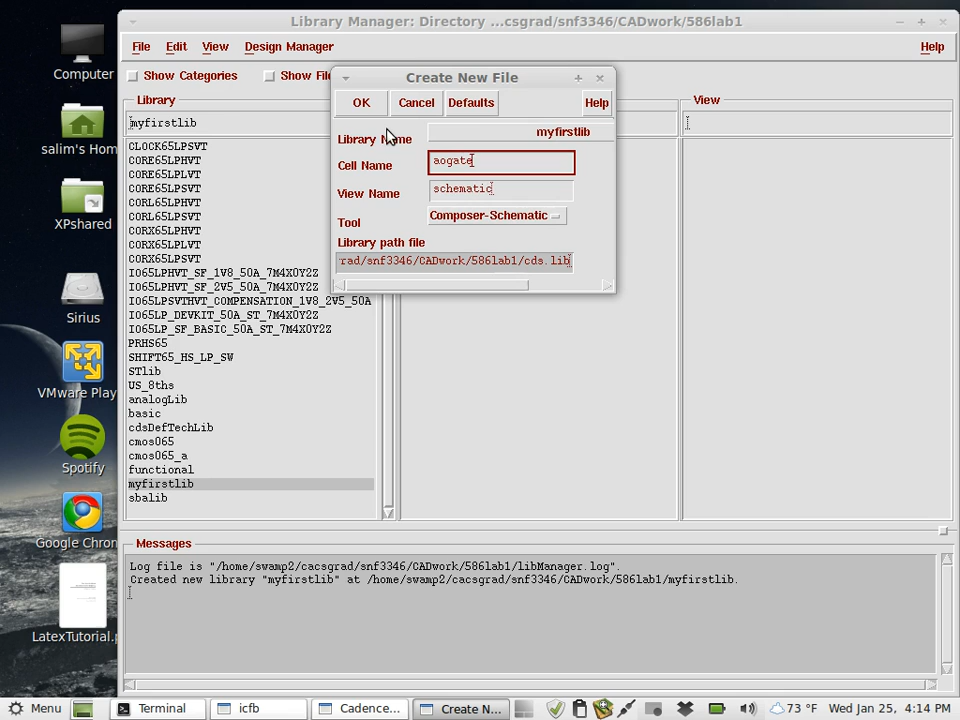 Library Manager: Directory ...csgrad/snf3346/CADwork/586lab1
File Edit View Design Manager Help
Show Categories Show File
Library
View
myfirstlib
CLOCK65LPSVT
CORE65LPHVT
CORE65LPLVT
CORE65LPSVT
CORL65LPHVT
CORL65LPSVT
CORX65LPHVT
CORX65LPLVT
CORX65LPSVT
IO65LPHVT_SF_1V8_50A_7M4X0Y2Z
IO65LPHVT_SF_2V5_50A_7M4X0Y2Z
IO65LPSVTHVT_COMPENSATION_1V8_2V5_50A
IO65LP_DEVKIT_50A_ST_7M4X0Y2Z
IO65LP_SF_BASIC_50A_ST_7M4X0Y2Z
PRHS65
SHIFT65_HS_LP_SW
STlib
US_8ths
analogLib
basic
cdsDefTechLib
cmos065
cmos065_a
functional
myfirstlib
sbalib
Create New File
OK Cancel Defaults Help
Library Name myfirstlib
Cell Name aogate
View Name schematic
Tool Composer-Schematic
Library path file
rad/snf3346/CADwork/586lab1/cds.lib
Messages
Log file is "/home/swamp2/cacsgrad/snf3346/CADwork/586lab1/libManager.log".
Created new library "myfirstlib" at /home/swamp2/cacsgrad/snf3346/CADwork/586lab1/myfirstlib.
Computer
salim's Hom
XPshared
Sirius
VMware Play
Spotify
Google Chron
LatexTutorial.p
Menu Terminal icfb Cadence... Create N... 73 °F Wed Jan 25, 4:14 PM